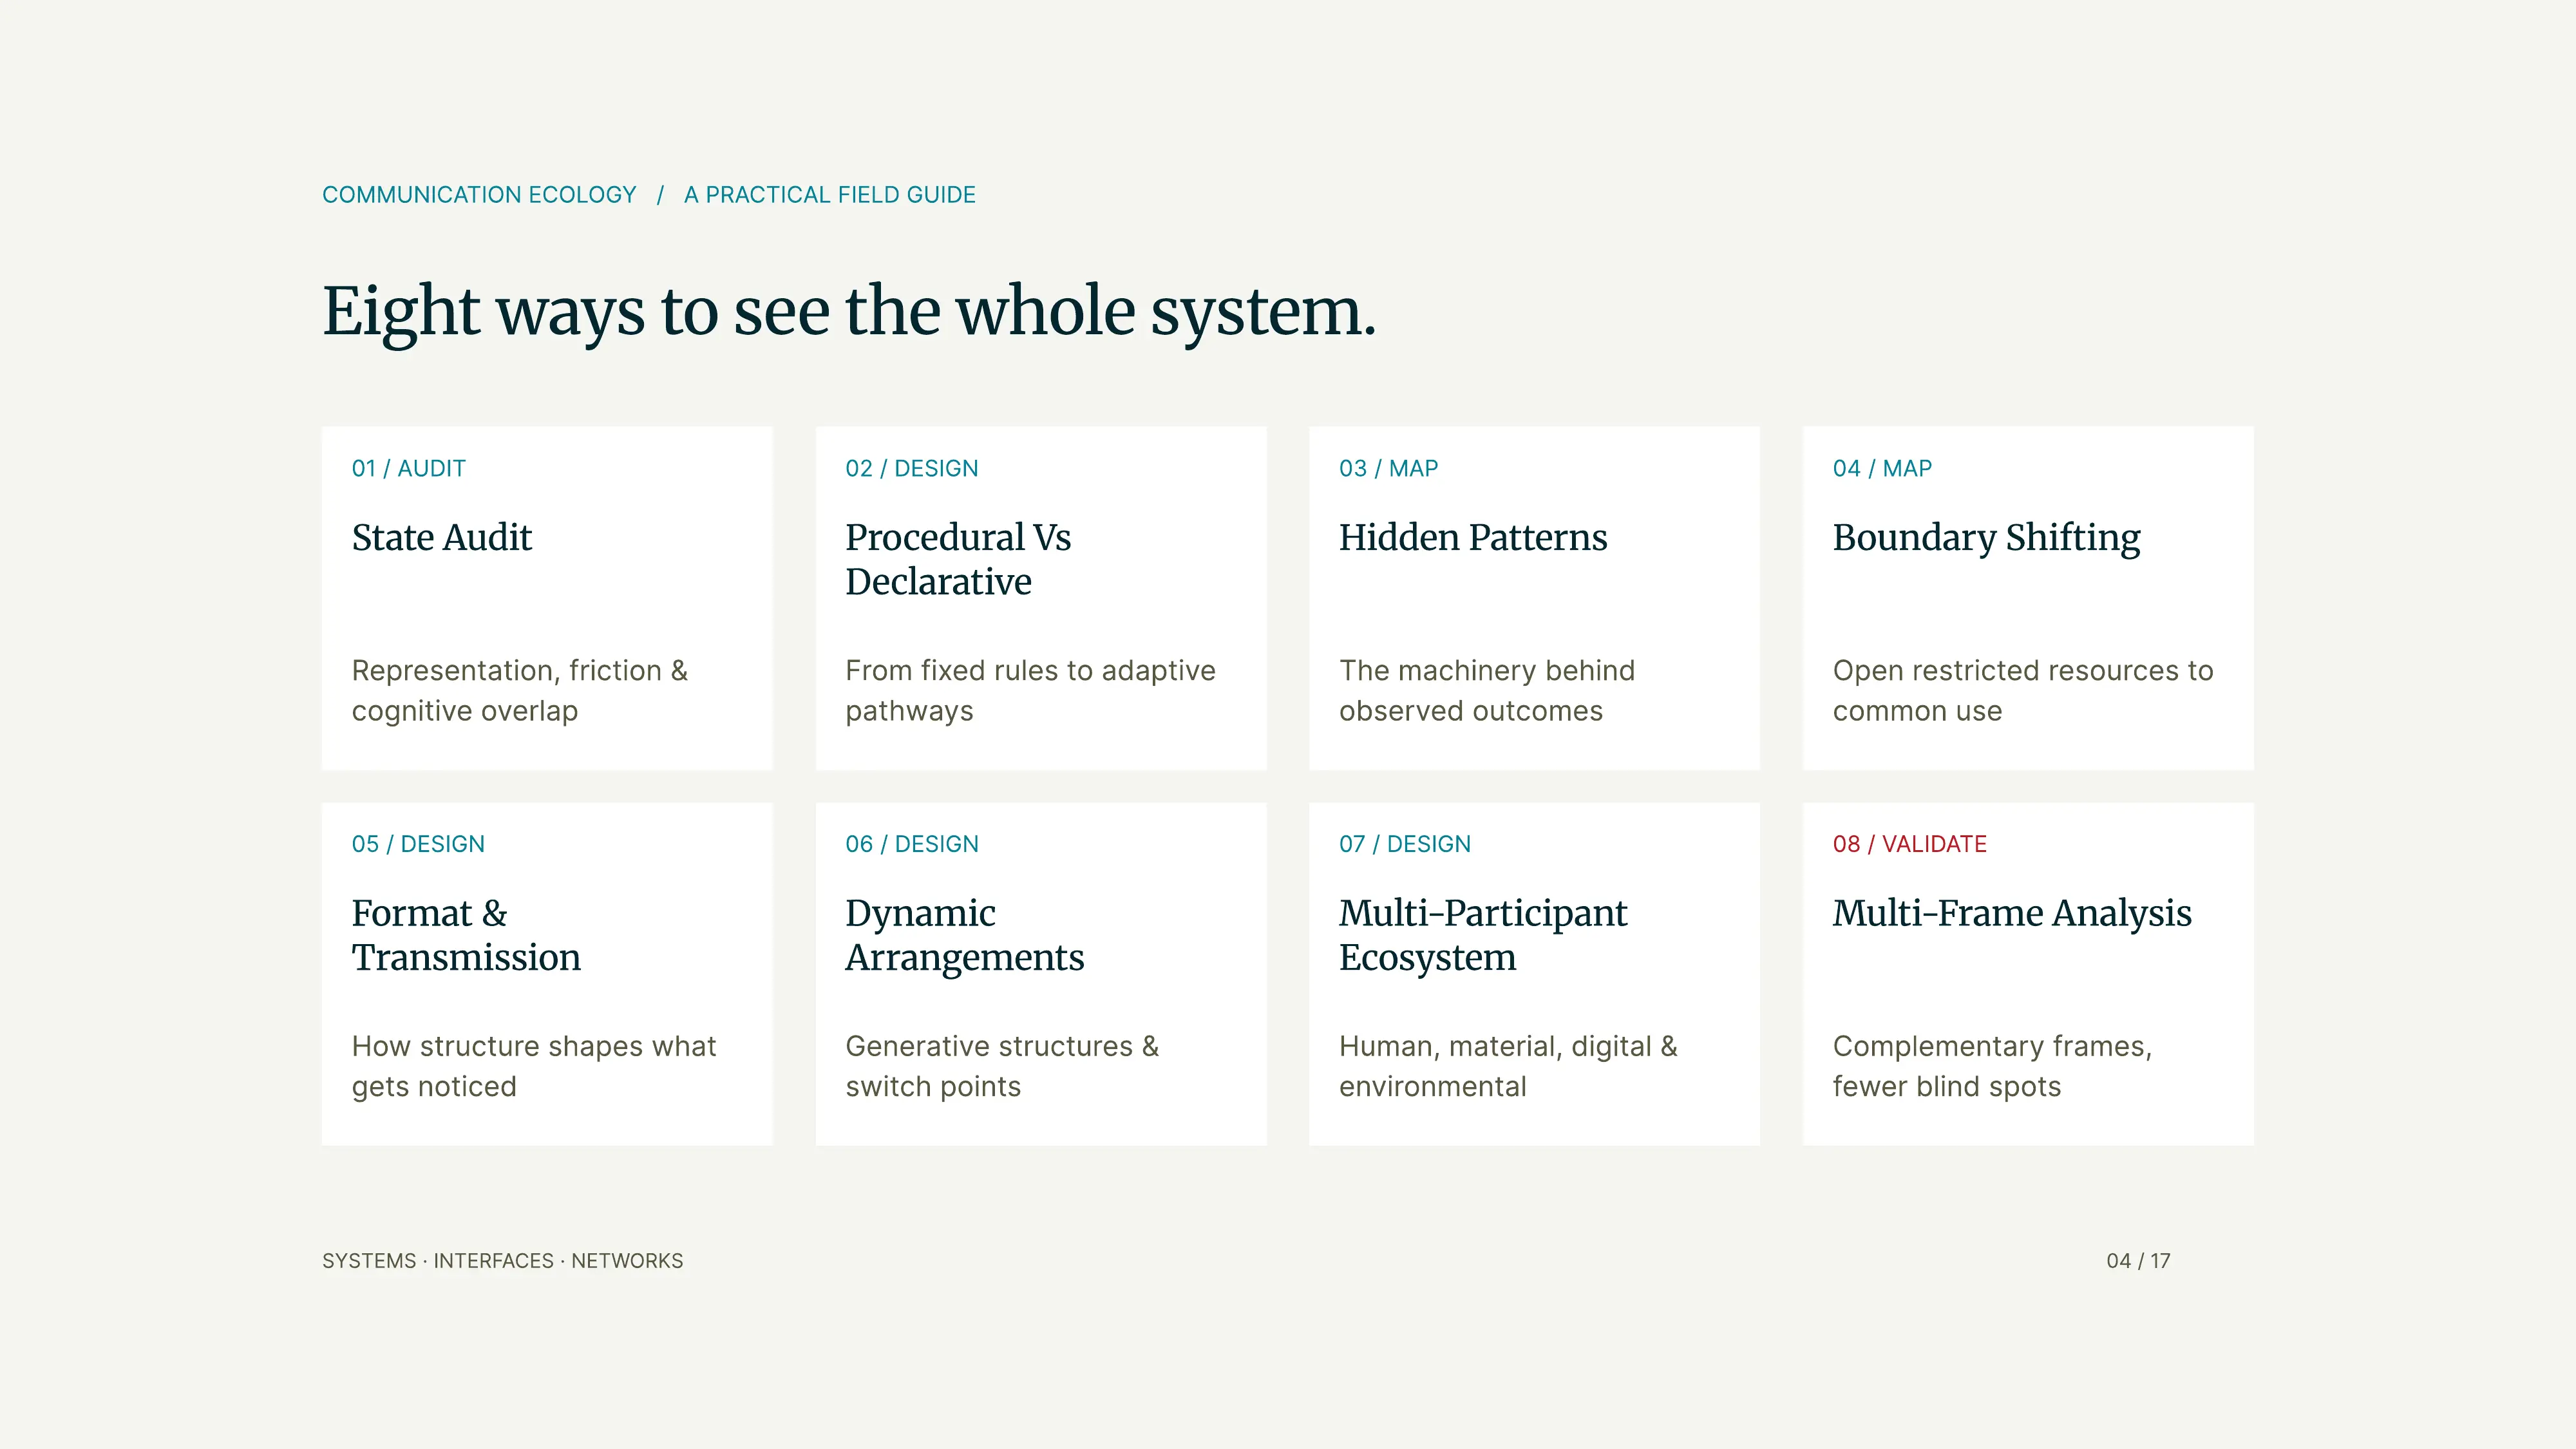 COMMUNICATION ECOLOGY / A PRACTICAL FIELD GUIDE
Eight ways to see the whole system.
01 / AUDIT
State Audit
Representation, friction &
cognitive overlap
02 / DESIGN
Procedural Vs
Declarative
From fixed rules to adaptive
pathways
03 / MAP
Hidden Patterns
The machinery behind
observed outcomes
04 / MAP
Boundary Shifting
Open restricted resources to
common use
05 / DESIGN
Format &
Transmission
How structure shapes what
gets noticed
06 / DESIGN
Dynamic
Arrangements
Generative structures &
switch points
07 / DESIGN
Multi-Participant
Ecosystem
Human, material, digital &
environmental
08 / VALIDATE
Multi-Frame Analysis
Complementary frames,
fewer blind spots
SYSTEMS · INTERFACES · NETWORKS
04 / 17